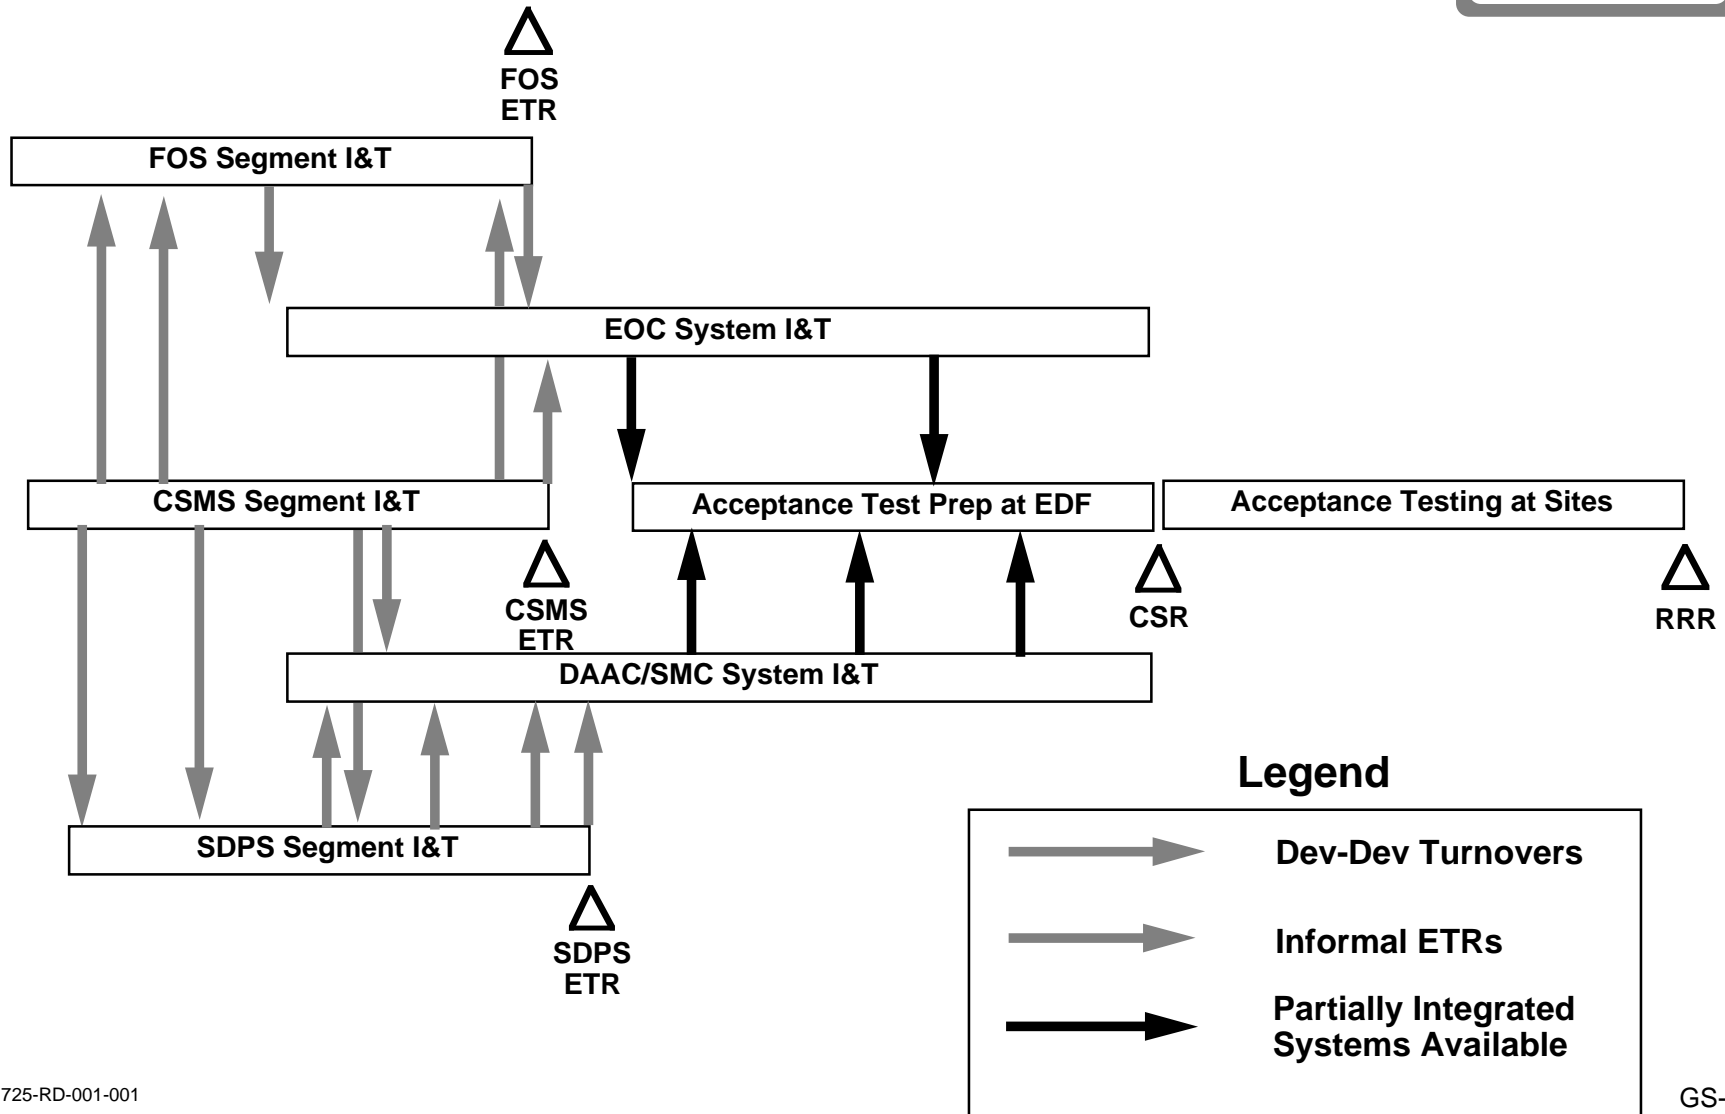 FOS
ETR
FOS Segment I&T
EOC System I&T
CSMS Segment I&T
Acceptance Test Prep at EDF
Acceptance Testing at Sites
CSMS
ETR
CSR
RRR
DAAC/SMC System I&T
SDPS Segment I&T
SDPS
ETR
Legend
Dev-Dev Turnovers
Informal ETRs
Partially Integrated
Systems Available
725-RD-001-001
GS-